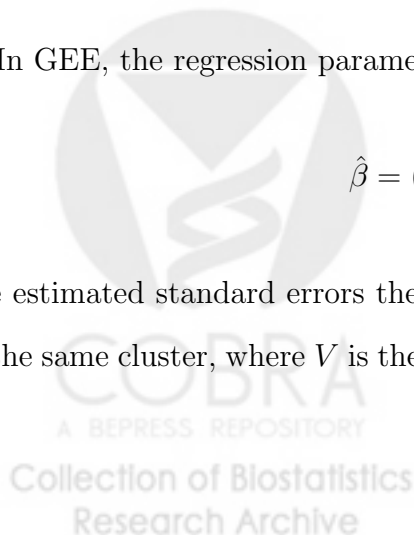 In GEE, the regression parame
β̂ = (
e estimated standard errors the
he same cluster, where V is the
COBRA
A BEPRESS REPOSITORY
Collection of Biostatistics
Research Archive